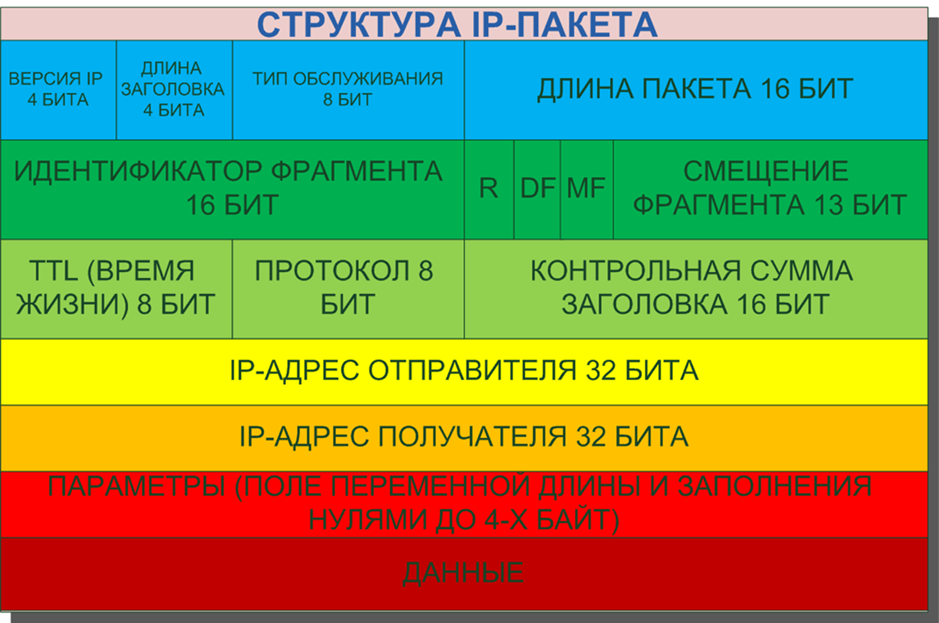 СТРУКТУРА IP-ПАКЕТА
ВЕРСИЯ IP
4 БИТА
ДЛИНА
ЗАГОЛОВКА
4 БИТА
ТИП ОБСЛУЖИВАНИЯ
8 БИТ
ДЛИНА ПАКЕТА 16 БИТ
ИДЕНТИФИКАТОР ФРАГМЕНТА
16 БИТ
R
DF
MF
СМЕЩЕНИЕ
ФРАГМЕНТА 13 БИТ
TTL (ВРЕМЯ
ЖИЗНИ) 8 БИТ
ПРОТОКОЛ 8
БИТ
КОНТРОЛЬНАЯ СУММА
ЗАГОЛОВКА 16 БИТ
IP-АДРЕС ОТПРАВИТЕЛЯ 32 БИТА
IP-АДРЕС ПОЛУЧАТЕЛЯ 32 БИТА
ПАРАМЕТРЫ (ПОЛЕ ПЕРЕМЕННОЙ ДЛИНЫ И ЗАПОЛНЕНИЯ
НУЛЯМИ ДО 4-Х БАЙТ)
ДАННЫЕ